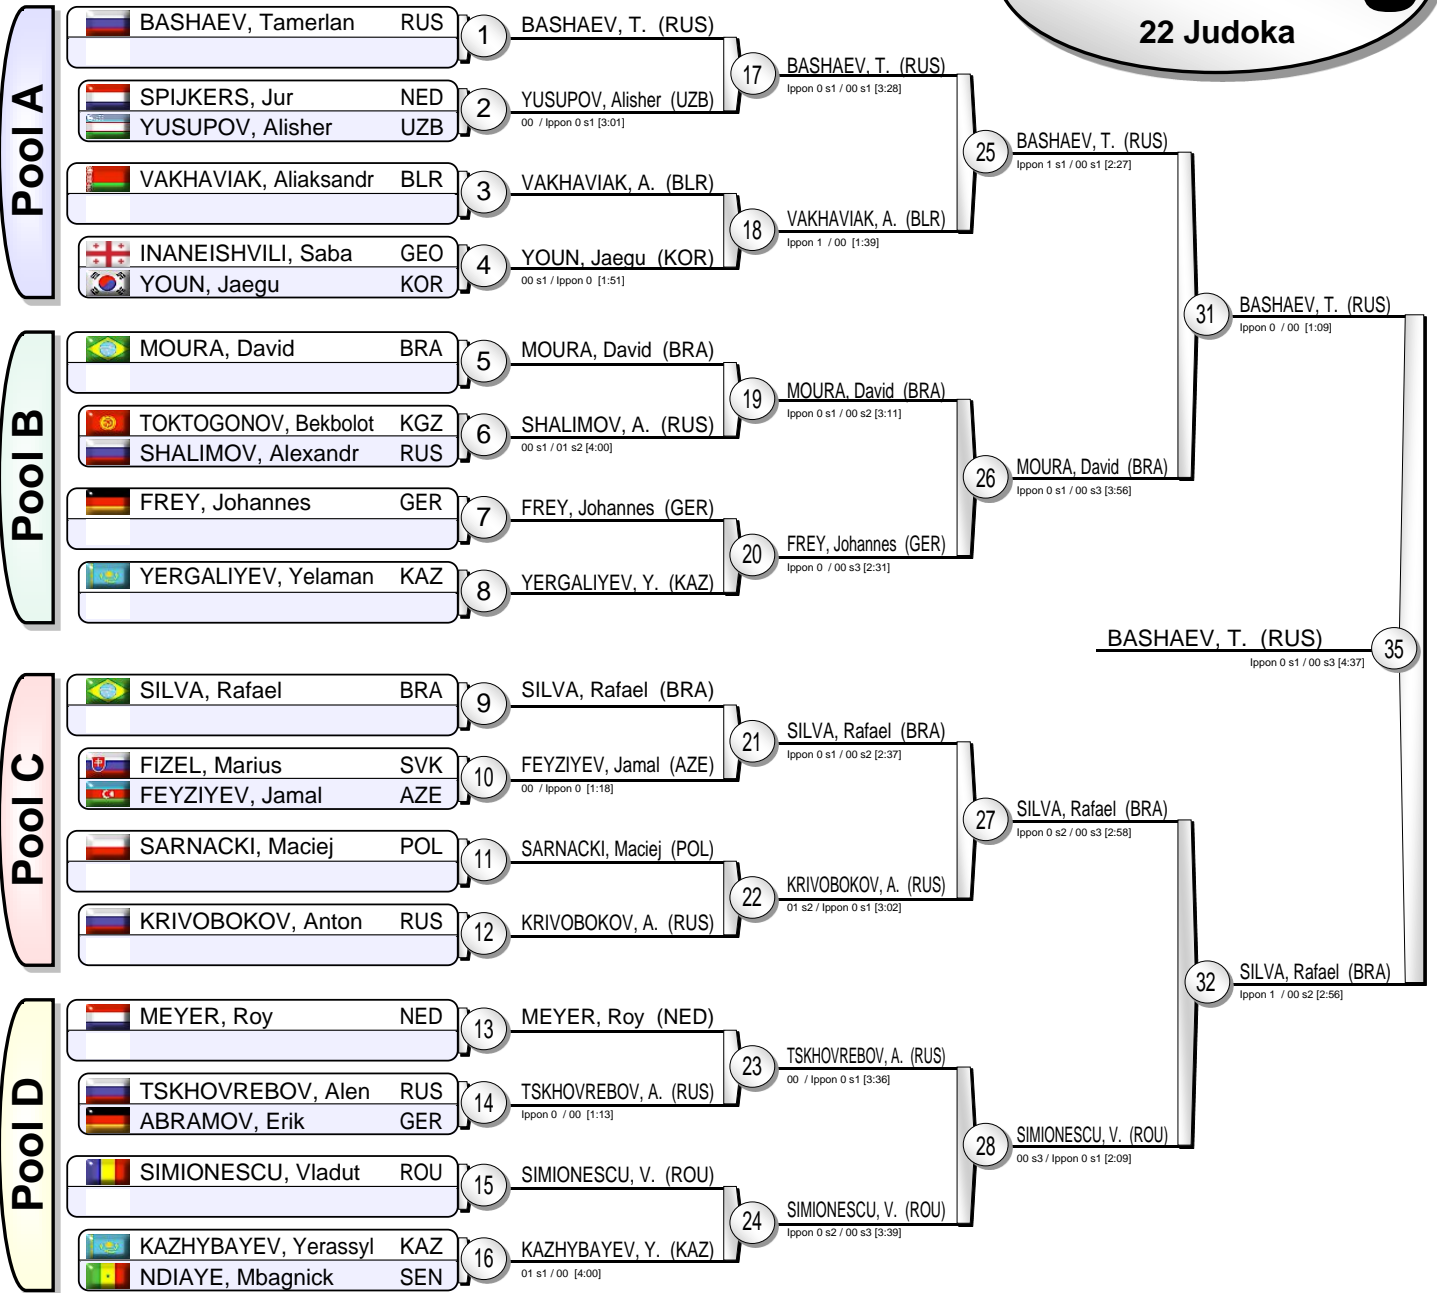 22 Judoka
Pool A
BASHAEV, Tamerlan RUS
1
SPIJKERS, Jur NED
YUSUPOV, Alisher UZB
2
VAKHAVIAK, Aliaksandr BLR
3
INANEISHVILI, Saba GEO
YOUN, Jaegu KOR
4
Pool B
MOURA, David BRA
5
TOKTOGONOV, Bekbolot KGZ
SHALIMOV, Alexandr RUS
6
FREY, Johannes GER
7
YERGALIYEV, Yelaman KAZ
8
Pool C
SILVA, Rafael BRA
9
FIZEL, Marius SVK
FEYZIYEV, Jamal AZE
10
SARNACKI, Maciej POL
11
KRIVOBOKOV, Anton RUS
12
Pool D
MEYER, Roy NED
13
TSKHOVREBOV, Alen RUS
ABRAMOV, Erik GER
14
SIMIONESCU, Vladut ROU
15
KAZHYBAYEV, Yerassyl KAZ
NDIAYE, Mbagnick SEN
16
BASHAEV, T. (RUS)
YUSUPOV, Alisher (UZB)
00 / Ippon 0 s1 [3:01]
17
VAKHAVIAK, A. (BLR)
YOUN, Jaegu (KOR)
00 s1 / Ippon 0 [1:51]
18
MOURA, David (BRA)
SHALIMOV, A. (RUS)
00 s1 / 01 s2 [4:00]
19
FREY, Johannes (GER)
YERGALIYEV, Y. (KAZ)
20
SILVA, Rafael (BRA)
FEYZIYEV, Jamal (AZE)
00 / Ippon 0 [1:18]
21
SARNACKI, Maciej (POL)
KRIVOBOKOV, A. (RUS)
22
MEYER, Roy (NED)
TSKHOVREBOV, A. (RUS)
Ippon 0 / 00 [1:13]
23
SIMIONESCU, V. (ROU)
KAZHYBAYEV, Y. (KAZ)
01 s1 / 00 [4:00]
24
BASHAEV, T. (RUS)
Ippon 0 s1 / 00 s1 [3:28]
VAKHAVIAK, A. (BLR)
Ippon 1 / 00 [1:39]
25
MOURA, David (BRA)
Ippon 0 s1 / 00 s2 [3:11]
FREY, Johannes (GER)
Ippon 0 / 00 s3 [2:31]
26
SILVA, Rafael (BRA)
Ippon 0 s1 / 00 s2 [2:37]
KRIVOBOKOV, A. (RUS)
01 s2 / Ippon 0 s1 [3:02]
27
TSKHOVREBOV, A. (RUS)
00 / Ippon 0 s1 [3:36]
SIMIONESCU, V. (ROU)
Ippon 0 s2 / 00 s3 [3:39]
28
BASHAEV, T. (RUS)
Ippon 1 s1 / 00 s1 [2:27]
MOURA, David (BRA)
Ippon 0 s1 / 00 s3 [3:56]
31
SILVA, Rafael (BRA)
Ippon 0 s2 / 00 s3 [2:58]
SIMIONESCU, V. (ROU)
00 s3 / Ippon 0 s1 [2:09]
32
BASHAEV, T. (RUS)
Ippon 0 / 00 [1:09]
SILVA, Rafael (BRA)
Ippon 1 / 00 s2 [2:56]
BASHAEV, T. (RUS)
Ippon 0 s1 / 00 s3 [4:37]
35